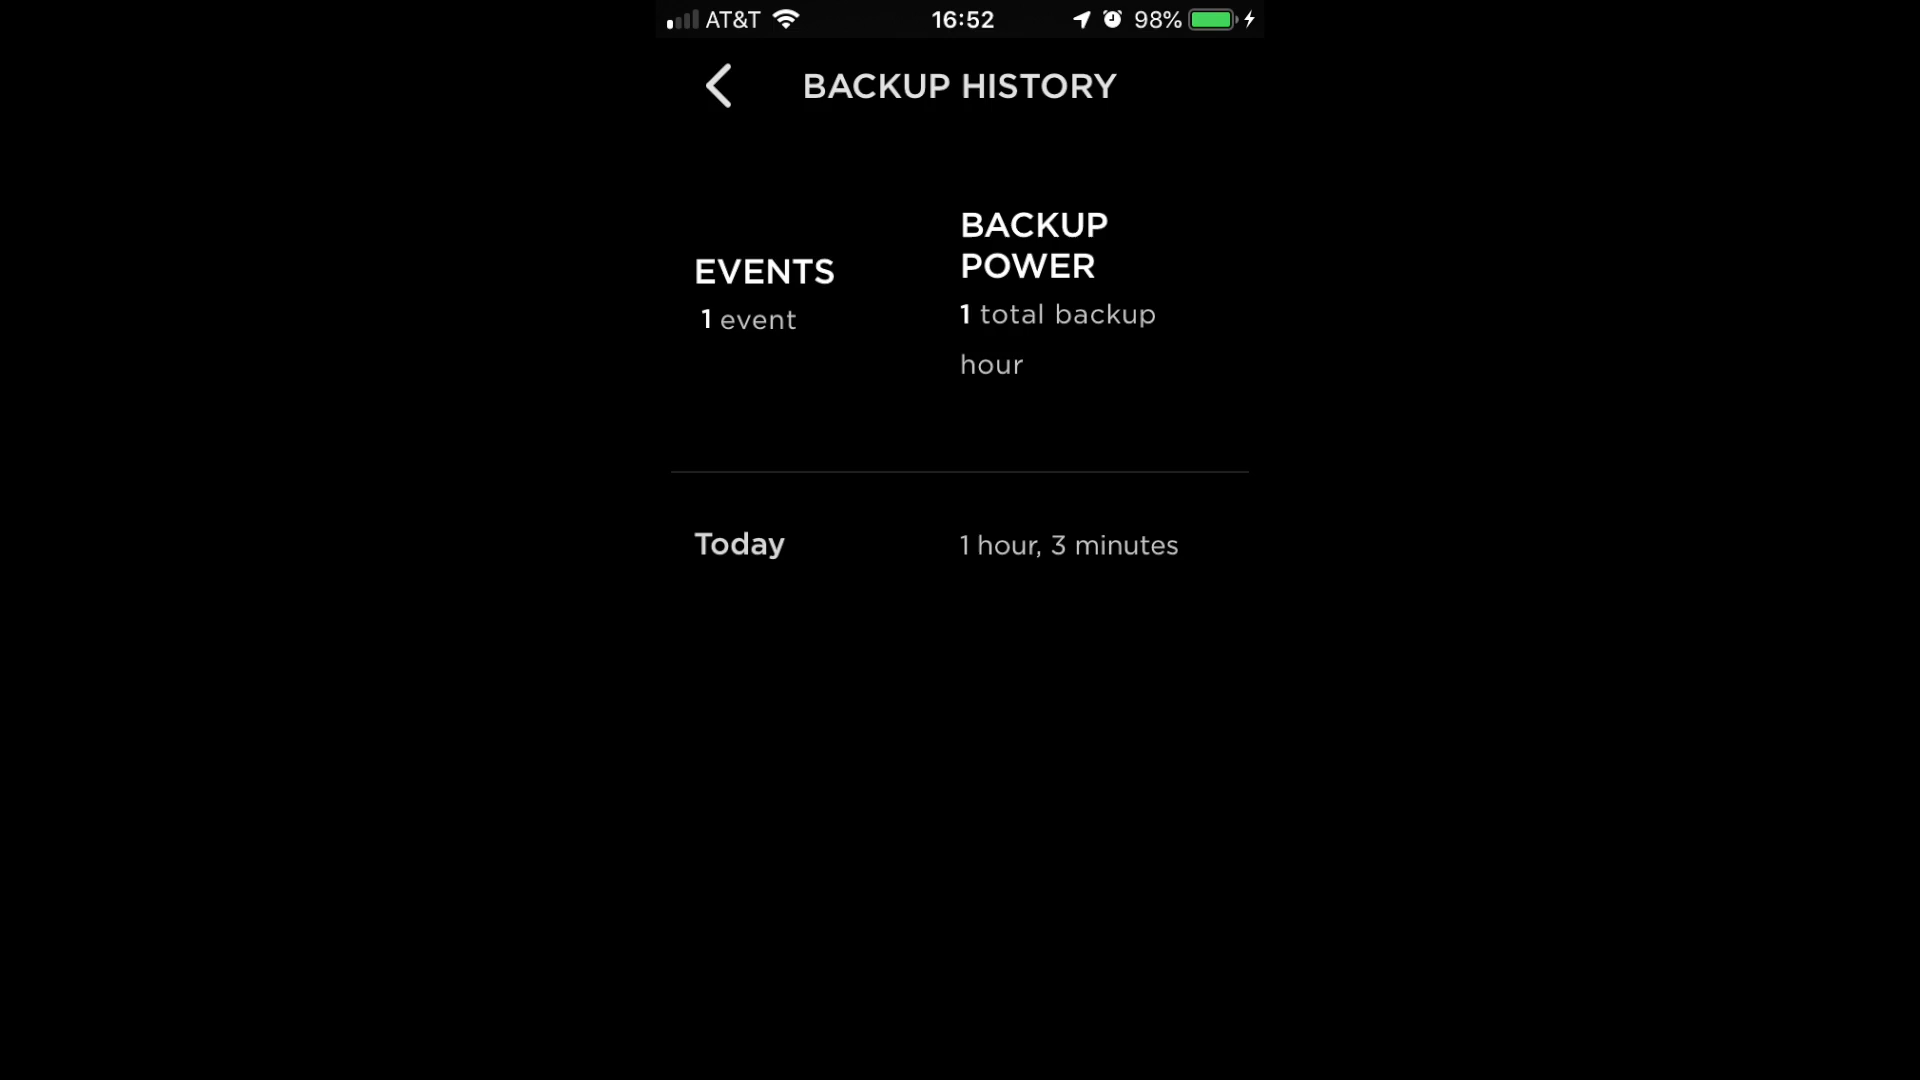 AT&T 16:52 98%
BACKUP HISTORY
EVENTS
1 event
BACKUP
POWER
1 total backup
hour
Today 1 hour, 3 minutes